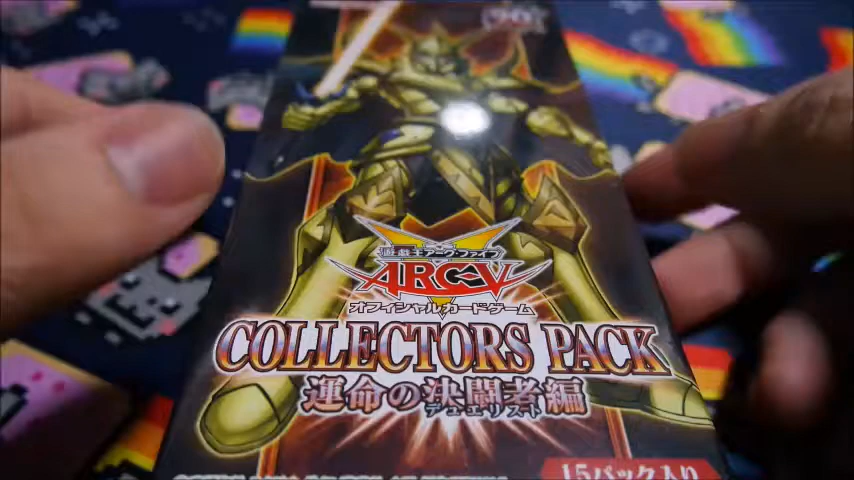 遊戯王アーク・ファイブ
ARC-V
オフィシャルカードゲーム
COLLECTORS PACK
運命の決闘者編
デュエリスト
15パック入り